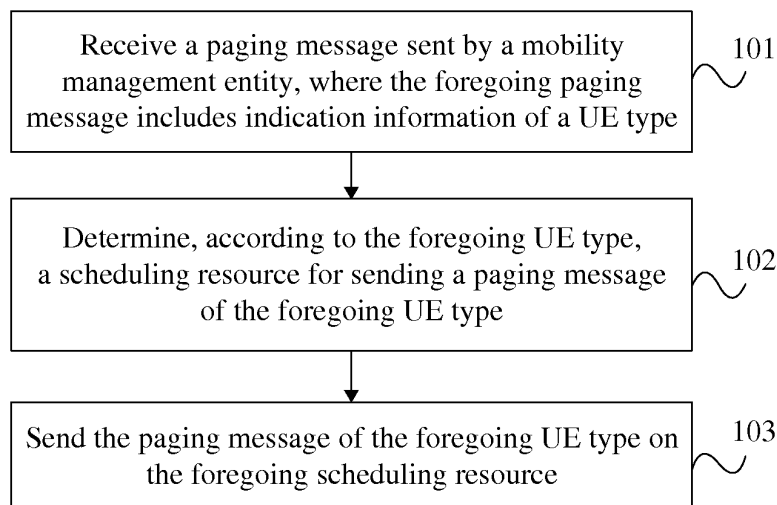 Receive a paging message sent by a mobility
management entity, where the foregoing paging
message includes indication information of a UE type
101
Determine, according to the foregoing UE type,
a scheduling resource for sending a paging message
of the foregoing UE type
102
Send the paging message of the foregoing UE type on
the foregoing scheduling resource
103